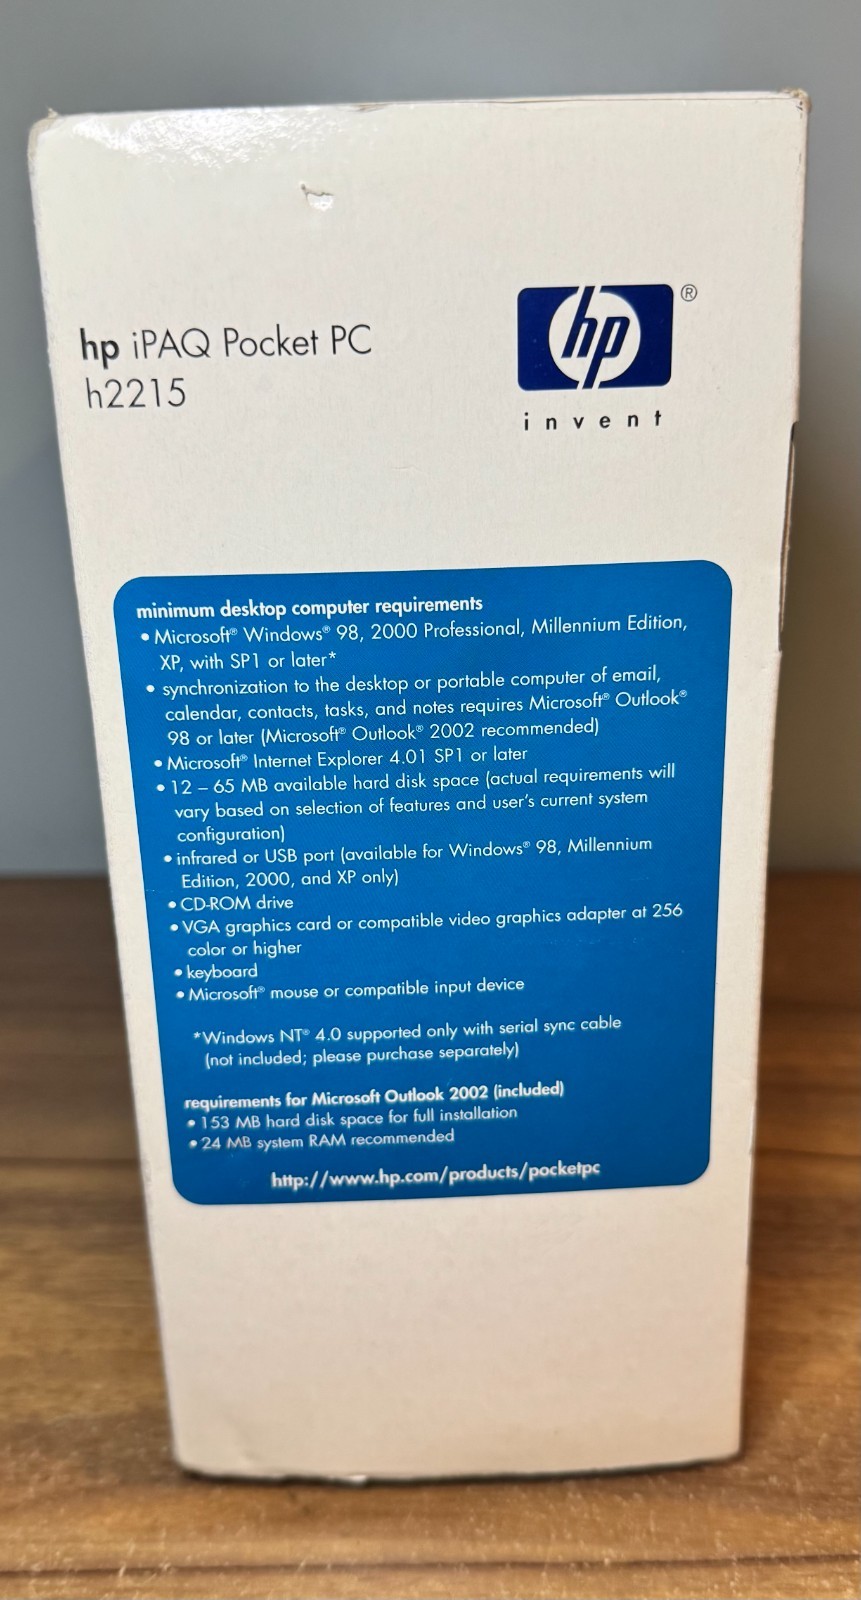 hp iPAQ Pocket PC
h2215
hp®
invent
minimum desktop computer requirements
• Microsoft® Windows® 98, 2000 Professional, Millennium Edition,
XP, with SP1 or later*
• synchronization to the desktop or portable computer of email,
calendar, contacts, tasks, and notes requires Microsoft® Outlook®
98 or later (Microsoft® Outlook® 2002 recommended)
• Microsoft® Internet Explorer 4.01 SP1 or later
• 12 – 65 MB available hard disk space (actual requirements will
vary based on selection of features and user's current system
configuration)
• infrared or USB port (available for Windows® 98, Millennium
Edition, 2000, and XP only)
• CD-ROM drive
• VGA graphics card or compatible video graphics adapter at 256
color or higher
• keyboard
• Microsoft® mouse or compatible input device
*Windows NT® 4.0 supported only with serial sync cable
(not included; please purchase separately)
requirements for Microsoft Outlook 2002 (included)
• 153 MB hard disk space for full installation
• 24 MB system RAM recommended
http://www.hp.com/products/pocketpc